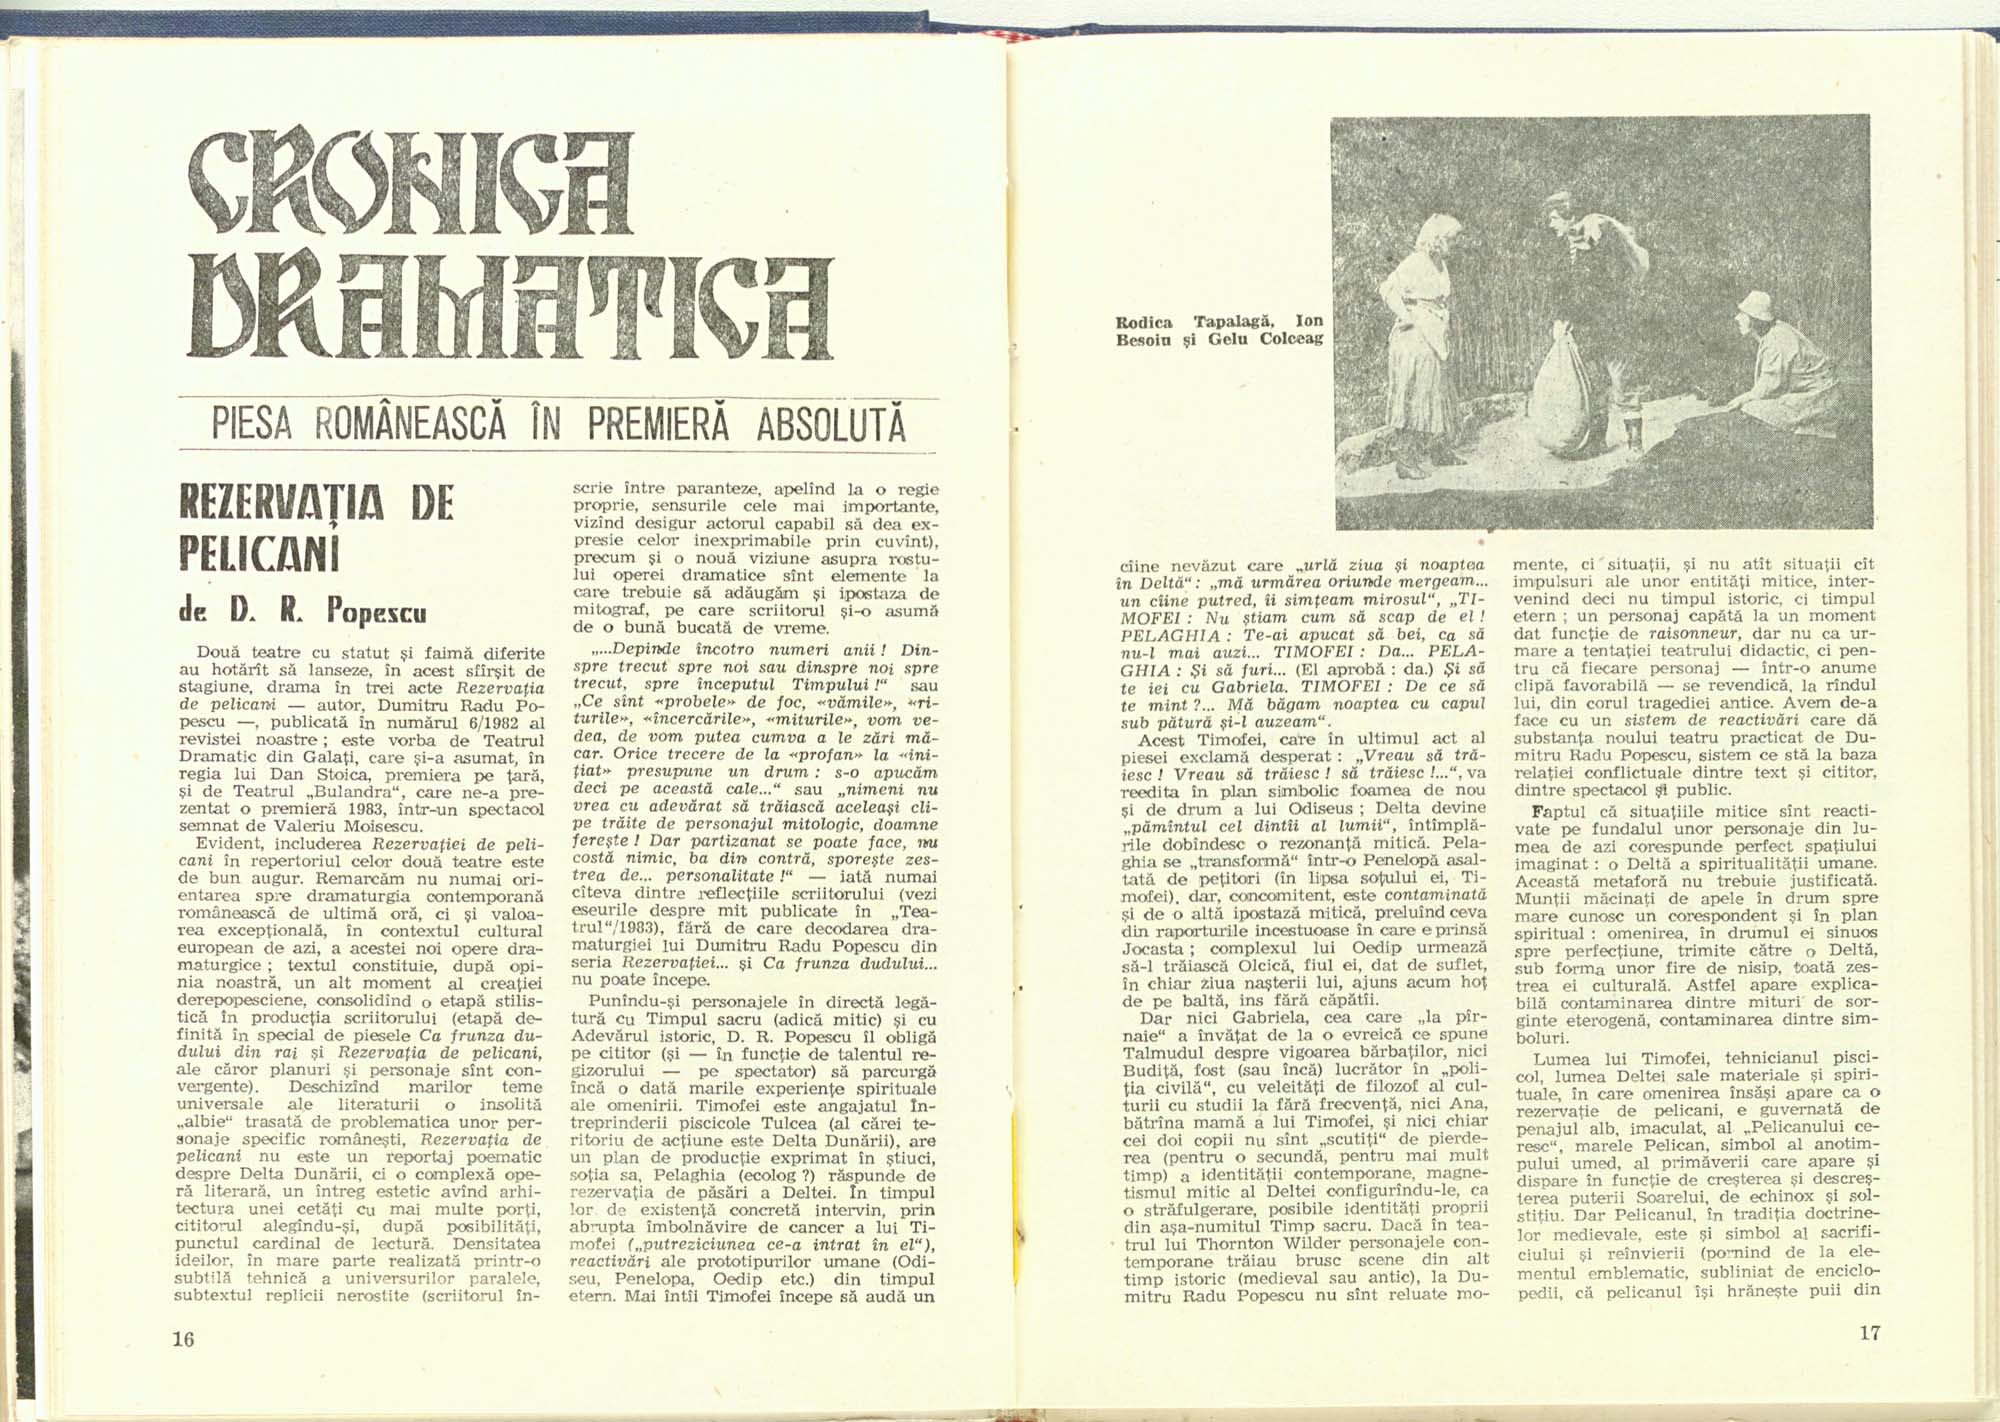 CRONICA
DRAMATICA
PIESA ROMÂNEASCĂ ÎN PREMIERĂ ABSOLUTĂ
REZERVAȚIA DE
PELICANI
de D. R. Popescu
Două teatre cu statut și faimă diferite
au hotărît să lanseze, în acest sfîrșit de
stagiune, drama în trei acte Rezervația
de pelicani — autor, Dumitru Radu Po-
pescu —, publicată în numărul 6/1982 al
revistei noastre ; este vorba de Teatrul
Dramatic din Galați, care și-a asumat, în
regia lui Dan Stoica, premiera pe țară,
și de Teatrul „Bulandra“, care ne-a pre-
zentat o premieră 1983, într-un spectacol
semnat de Valeriu Moisescu.
Evident, includerea Rezervației de peli-
cani în repertoriul celor două teatre este
de bun augur. Remarcăm nu numai ori-
entarea spre dramaturgia contemporană
românească de ultimă oră, ci și valoa-
rea excepțională, în contextul cultural
european de azi, a acestei noi opere dra-
maturgice ; textul constituie, după opi-
nia noastră, un alt moment al creației
derepopesciene, consolidînd o etapă stilis-
tică în producția scriitorului (etapă de-
finită în special de piesele Ca frunza du-
dului din rai și Rezervația de pelicani,
ale căror planuri și personaje sînt con-
vergente). Deschizînd marilor teme
universale ale literaturii o insolită
„albie“ trasată de problematica unor per-
sonaje specific românești, Rezervația de
pelicani nu este un reportaj poematic
despre Delta Dunării, ci o complexă ope-
ră literară, un întreg estetic avînd arhi-
tectura unei cetăți cu mai multe porți,
cititorul alegîndu-și, după posibilități,
punctul cardinal de lectură. Densitatea
ideilor, în mare parte realizată printr-o
subtilă tehnică a universurilor paralele,
subtextul replicii nerostite (scriitorul în-
scrie între paranteze, apelînd la o regie
proprie, sensurile cele mai importante,
vizînd desigur actorul capabil să dea ex-
presie celor inexprimabile prin cuvînt),
precum și o nouă viziune asupra rostu-
lui operei dramatice sînt elemente la
care trebuie să adăugăm și ipostaza de
mitograf, pe care scriitorul și-o asumă
de o bună bucată de vreme.
„...Depinde încotro numeri anii ! Din-
spre trecut spre noi sau dinspre noi spre
trecut, spre începutul Timpului !“ sau
„Ce sînt «probele» de foc, «vămile», «ri-
turile», «încercările», «miturile», vom ve-
dea, de vom putea cumva a le zări mă-
car. Orice trecere de la «profan» la «ini-
țiat» presupune un drum : s-o apucăm
deci pe această cale...“ sau „nimeni nu
vrea cu adevărat să trăiască aceleași cli-
pe trăite de personajul mitologic, doamne
ferește ! Dar partizanat se poate face, nu
costă nimic, ba din contră, sporește zes-
trea de... personalitate !“ — iată numai
cîteva dintre reflecțiile scriitorului (vezi
eseurile despre mit publicate în „Tea-
trul“/1983), fără de care decodarea dra-
maturgiei lui Dumitru Radu Popescu din
seria Rezervației... și Ca frunza dudului...
nu poate începe.
Punîndu-și personajele în directă legă-
tură cu Timpul sacru (adică mitic) și cu
Adevărul istoric, D. R. Popescu îl obligă
pe cititor (și — în funcție de talentul re-
gizorului — pe spectator) să parcurgă
încă o dată marile experiențe spirituale
ale omenirii. Timofei este angajatul În-
treprinderii piscicole Tulcea (al cărei te-
ritoriu de acțiune este Delta Dunării), are
un plan de producție exprimat în știuci,
soția sa, Pelaghia (ecolog ?) răspunde de
rezervația de păsări a Deltei. În timpul
lor de existență concretă intervin, prin
abrupta îmbolnăvire de cancer a lui Ti-
mofei („putreziciunea ce-a intrat în el“),
reactivări ale prototipurilor umane (Odi-
seu, Penelopa, Oedip etc.) din timpul
etern. Mai întîi Timofei începe să audă un
16
Rodica Tapalagă, Ion
Besoiu și Gelu Colceag
cîine nevăzut care „urlă ziua și noaptea
în Deltă“ : „mă urmărea oriunde mergeam...
un cîine putred, îi simțeam mirosul“, „TI-
MOFEI : Nu știam cum să scap de el !
PELAGHIA : Te-ai apucat să bei, ca să
nu-l mai auzi... TIMOFEI : Da... PELA-
GHIA : Și să furi... (El aprobă : da.) Și să
te iei cu Gabriela. TIMOFEI : De ce să
te mint ?... Mă băgam noaptea cu capul
sub pătură și-l auzeam“.
Acest Timofei, care în ultimul act al
piesei exclamă desperat : „Vreau să tră-
iesc ! Vreau să trăiesc ! să trăiesc !...“, va
reedita în plan simbolic foamea de nou
și de drum a lui Odiseus ; Delta devine
„pămîntul cel dintîi al lumii“, întîmplă-
rile dobîndesc o rezonanță mitică. Pela-
ghia se „transformă“ într-o Penelopă asal-
tată de pețitori (în lipsa soțului ei, Ti-
mofei), dar, concomitent, este contaminată
și de o altă ipostază mitică, preluînd ceva
din raporturile incestuoase în care e prinsă
Jocasta ; complexul lui Oedip urmează
să-l trăiască Olcică, fiul ei, dat de suflet,
în chiar ziua nașterii lui, ajuns acum hoț
de pe baltă, ins fără căpătîi.
Dar nici Gabriela, cea care „la pîr-
naie“ a învățat de la o evreică ce spune
Talmudul despre vigoarea bărbaților, nici
Budiță, fost (sau încă) lucrător în „poli-
ția civilă“, cu veleități de filozof al cul-
turii cu studii la fără frecvență, nici Ana,
bătrîna mamă a lui Timofei, și nici chiar
cei doi copii nu sînt „scutiți“ de pierde-
rea (pentru o secundă, pentru mai mult
timp) a identității contemporane, magne-
tismul mitic al Deltei configurîndu-le, ca
o străfulgerare, posibile identități proprii
din așa-numitul Timp sacru. Dacă în tea-
trul lui Thornton Wilder personajele con-
temporane trăiau brusc scene din alt
timp istoric (medieval sau antic), la Du-
mitru Radu Popescu nu sînt reluate mo-
mente, ci situații, și nu atît situații cît
impulsuri ale unor entități mitice, inter-
venind deci nu timpul istoric, ci timpul
etern ; un personaj capătă la un moment
dat funcție de raisonneur, dar nu ca ur-
mare a tentației teatrului didactic, ci pen-
tru că fiecare personaj — într-o anume
clipă favorabilă — se revendică, la rîndul
lui, din corul tragediei antice. Avem de-a
face cu un sistem de reactivări care dă
substanța noului teatru practicat de Du-
mitru Radu Popescu, sistem ce stă la baza
relației conflictuale dintre text și cititor,
dintre spectacol și public.
Faptul că situațiile mitice sînt reacti-
vate pe fundalul unor personaje din lu-
mea de azi corespunde perfect spațiului
imaginat : o Deltă a spiritualității umane.
Această metaforă nu trebuie justificată.
Munții măcinați de apele în drum spre
mare cunosc un corespondent și în plan
spiritual : omenirea, în drumul ei sinuos
spre perfecțiune, trimite către o Deltă,
sub forma unor fire de nisip, toată zes-
trea ei culturală. Astfel apare explica-
bilă contaminarea dintre mituri de sor-
ginte eterogenă, contaminarea dintre sim-
boluri.
Lumea lui Timofei, tehnicianul pisci-
col, lumea Deltei sale materiale și spiri-
tuale, în care omenirea însăși apare ca o
rezervație de pelicani, e guvernată de
penajul alb, imaculat, al „Pelicanului ce-
resc“, marele Pelican, simbol al anotim-
pului umed, al primăverii care apare și
dispare în funcție de creșterea și descreș-
terea puterii Soarelui, de echinox și sol-
stițiu. Dar Pelicanul, în tradiția doctrine-
lor medievale, este și simbol al sacrifi-
ciului și reînvierii (pornind de la ele-
mentul emblematic, subliniat de enciclo-
pedii, că pelicanul își hrănește puii din
17